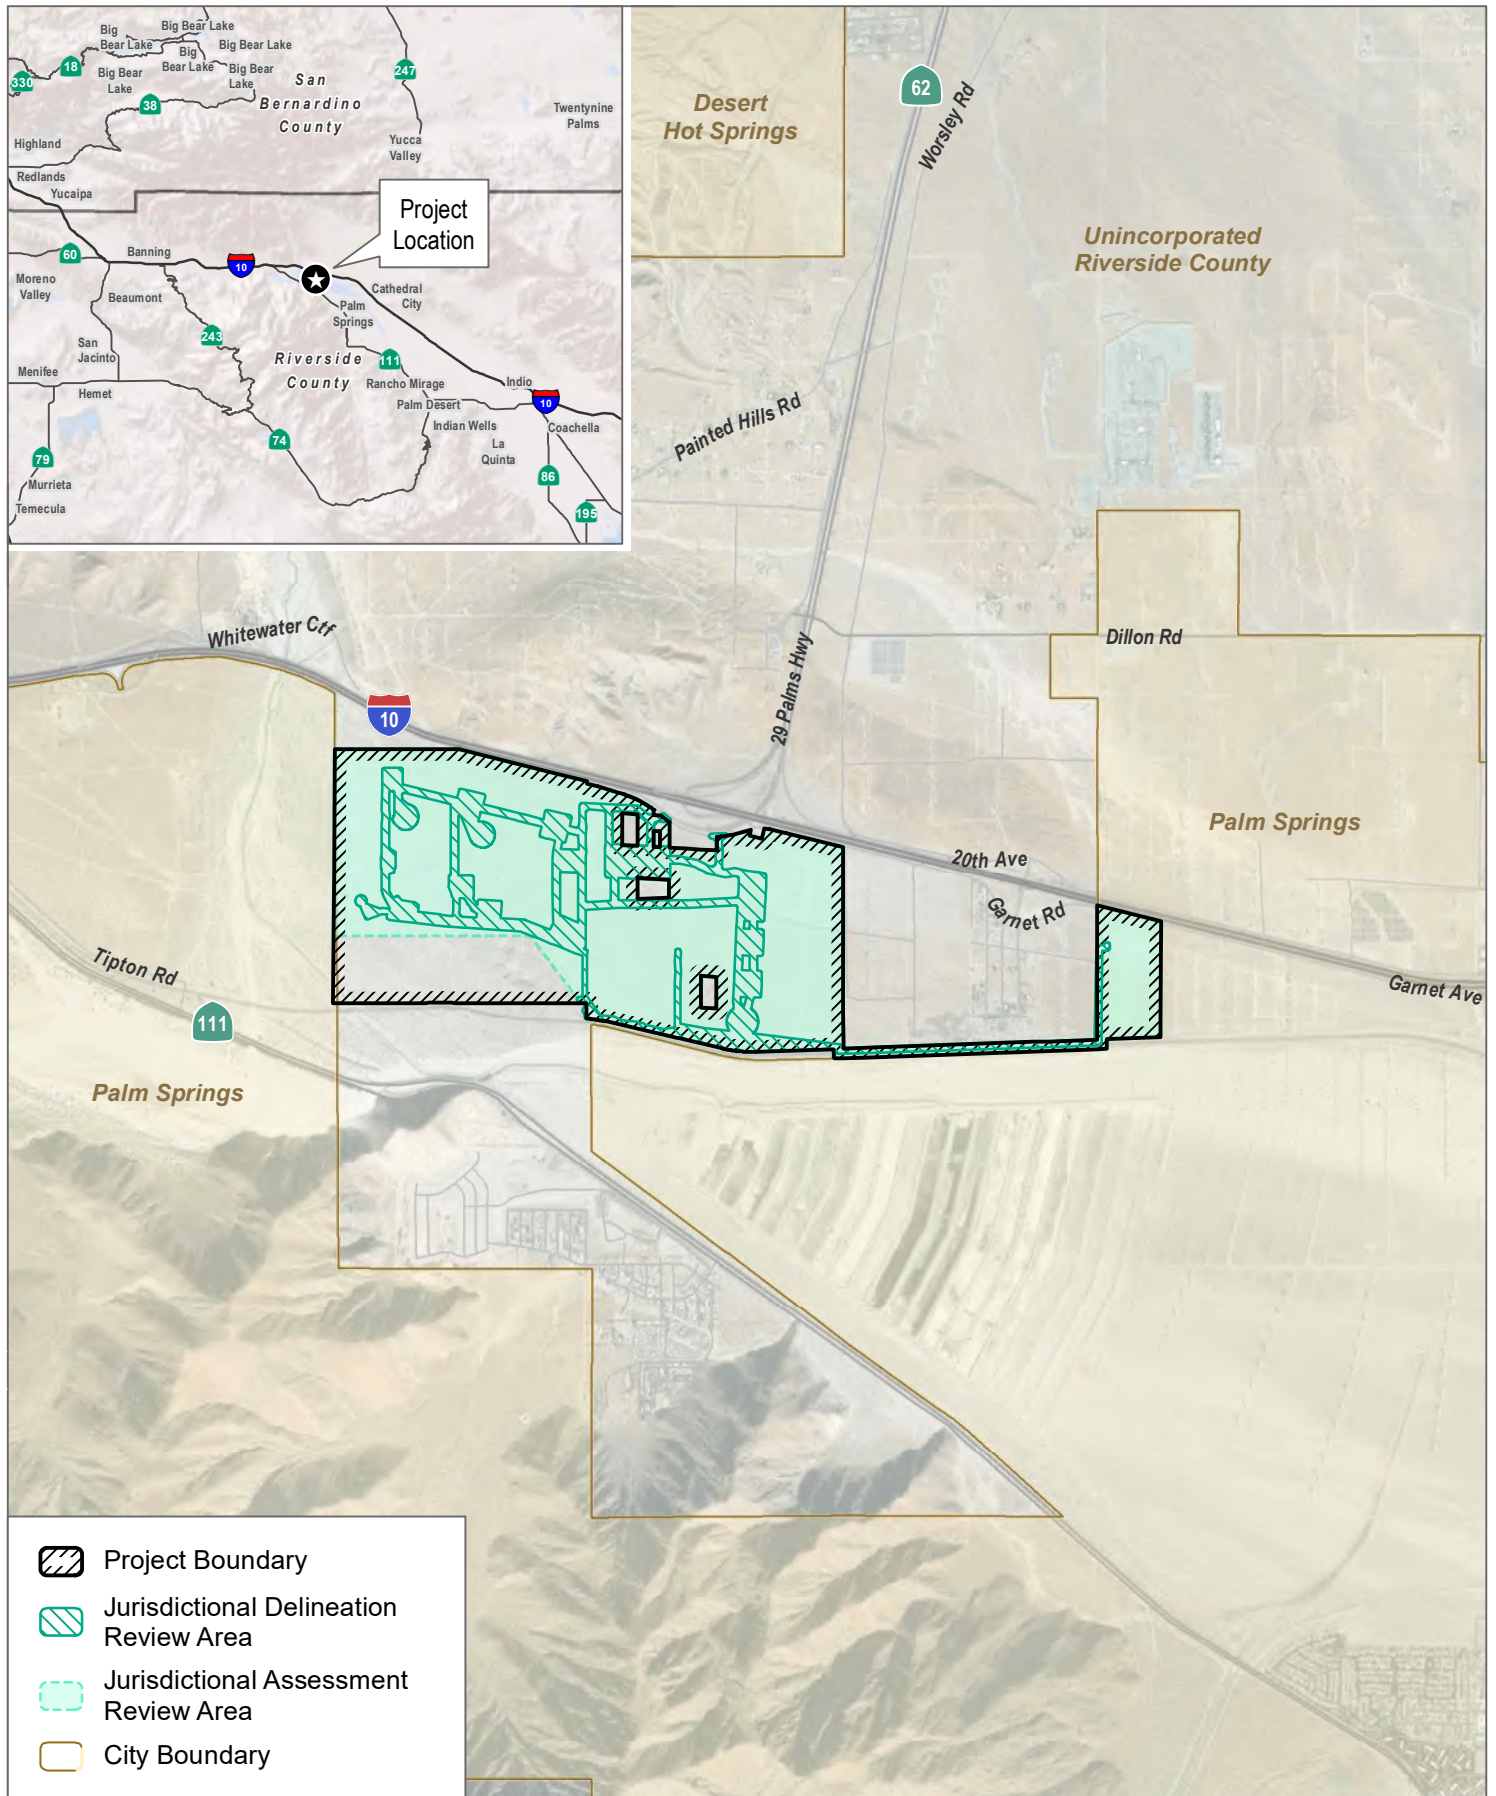 Big
Bear Lake
Big Bear Lake
Big
Bear Lake
Big Bear Lake
Big Bear
Lake
Big Bear
Lake
330
18
38
247
San
Bernardino
County
Twentynine
Palms
Yucca
Valley
Highland
Redlands
Yucaipa
Project
Location
60
Banning
10
Moreno
Valley
Beaumont
Cathedral
City
Palm
Springs
243
San
Jacinto
Riverside
County
111
Menifee
Hemet
Rancho Mirage
Indio
10
Palm Desert
Indian Wells
Coachella
La
Quinta
74
79
86
Murrieta
Temecula
195
Desert
Hot Springs
62
Worsley Rd
Unincorporated
Riverside County
Painted Hills Rd
Whitewater Ctf
10
29 Palms Hwy
Dillon Rd
Palm Springs
20th Ave
Garnet Rd
Garnet Ave
Tipton Rd
111
Palm Springs
Project Boundary
Jurisdictional Delineation
Review Area
Jurisdictional Assessment
Review Area
City Boundary